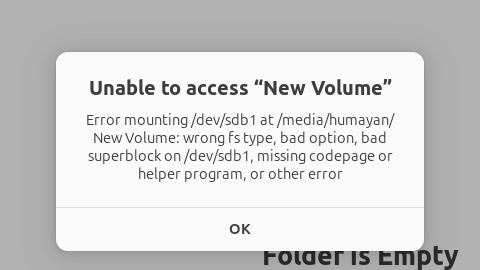 Unable to access “New Volume”
Error mounting /dev/sdb1 at /media/humayan/
New Volume: wrong fs type, bad option, bad
superblock on /dev/sdb1, missing codepage or
helper program, or other error
OK
Folder is Empty